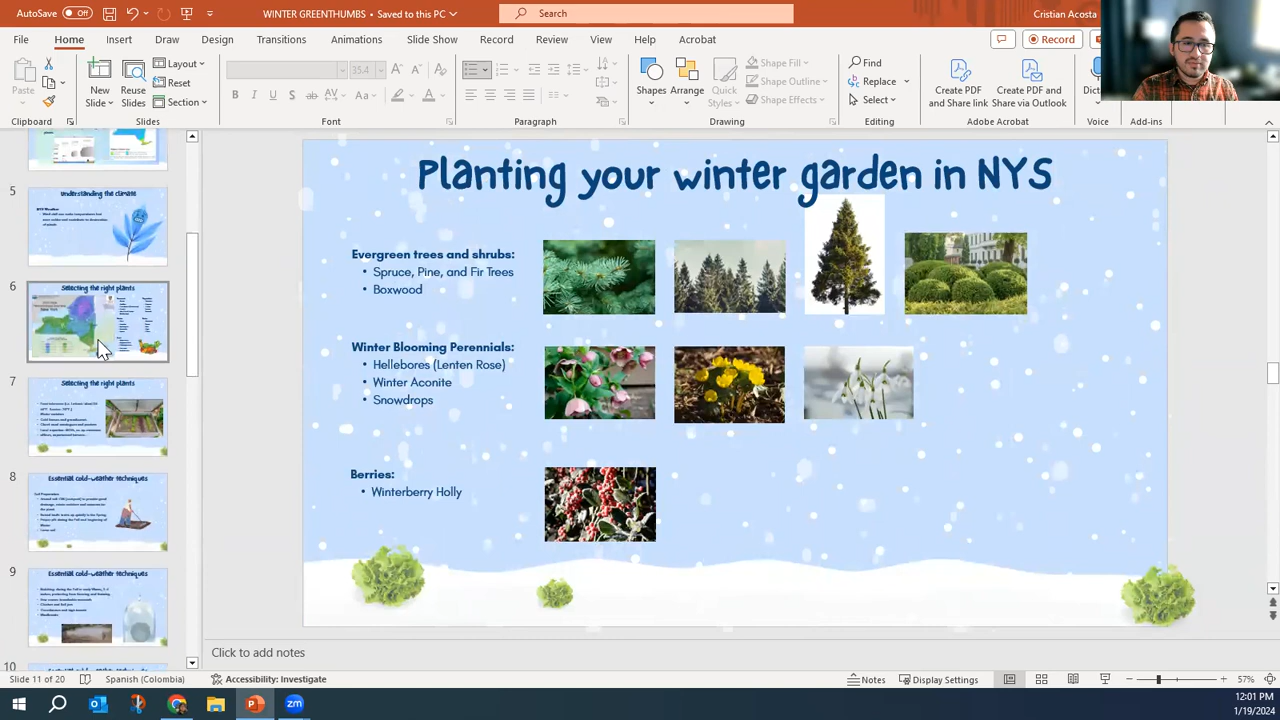 AutoSave Off WINTER GREENTHUMBS • Saved to this PC Search Cristian Acosta
File Home Insert Draw Design Transitions Animations Slide Show Record Review View Help Acrobat Record
Paste New Slide Reuse Slides Layout Reset Section 35.4 Shapes Arrange Quick Styles Shape Fill Shape Outline Shape Effects Find Replace Select Create PDF and Share link Create PDF and Share via Outlook Dict
Clipboard Slides Font Paragraph Drawing Editing Adobe Acrobat Voice Add-ins
5
Understanding the climate
6
Selecting the right plants
7
Selecting the right plants
8
Essential cold-weather techniques
9
Essential cold-weather techniques
10
Planting your winter garden in NYS
Evergreen trees and shrubs:
• Spruce, Pine, and Fir Trees
• Boxwood
Winter Blooming Perennials:
• Hellebores (Lenten Rose)
• Winter Aconite
• Snowdrops
Berries:
• Winterberry Holly
Click to add notes
Slide 11 of 20 Spanish (Colombia) Accessibility: Investigate Notes Display Settings 57%
12:01 PM
1/19/2024